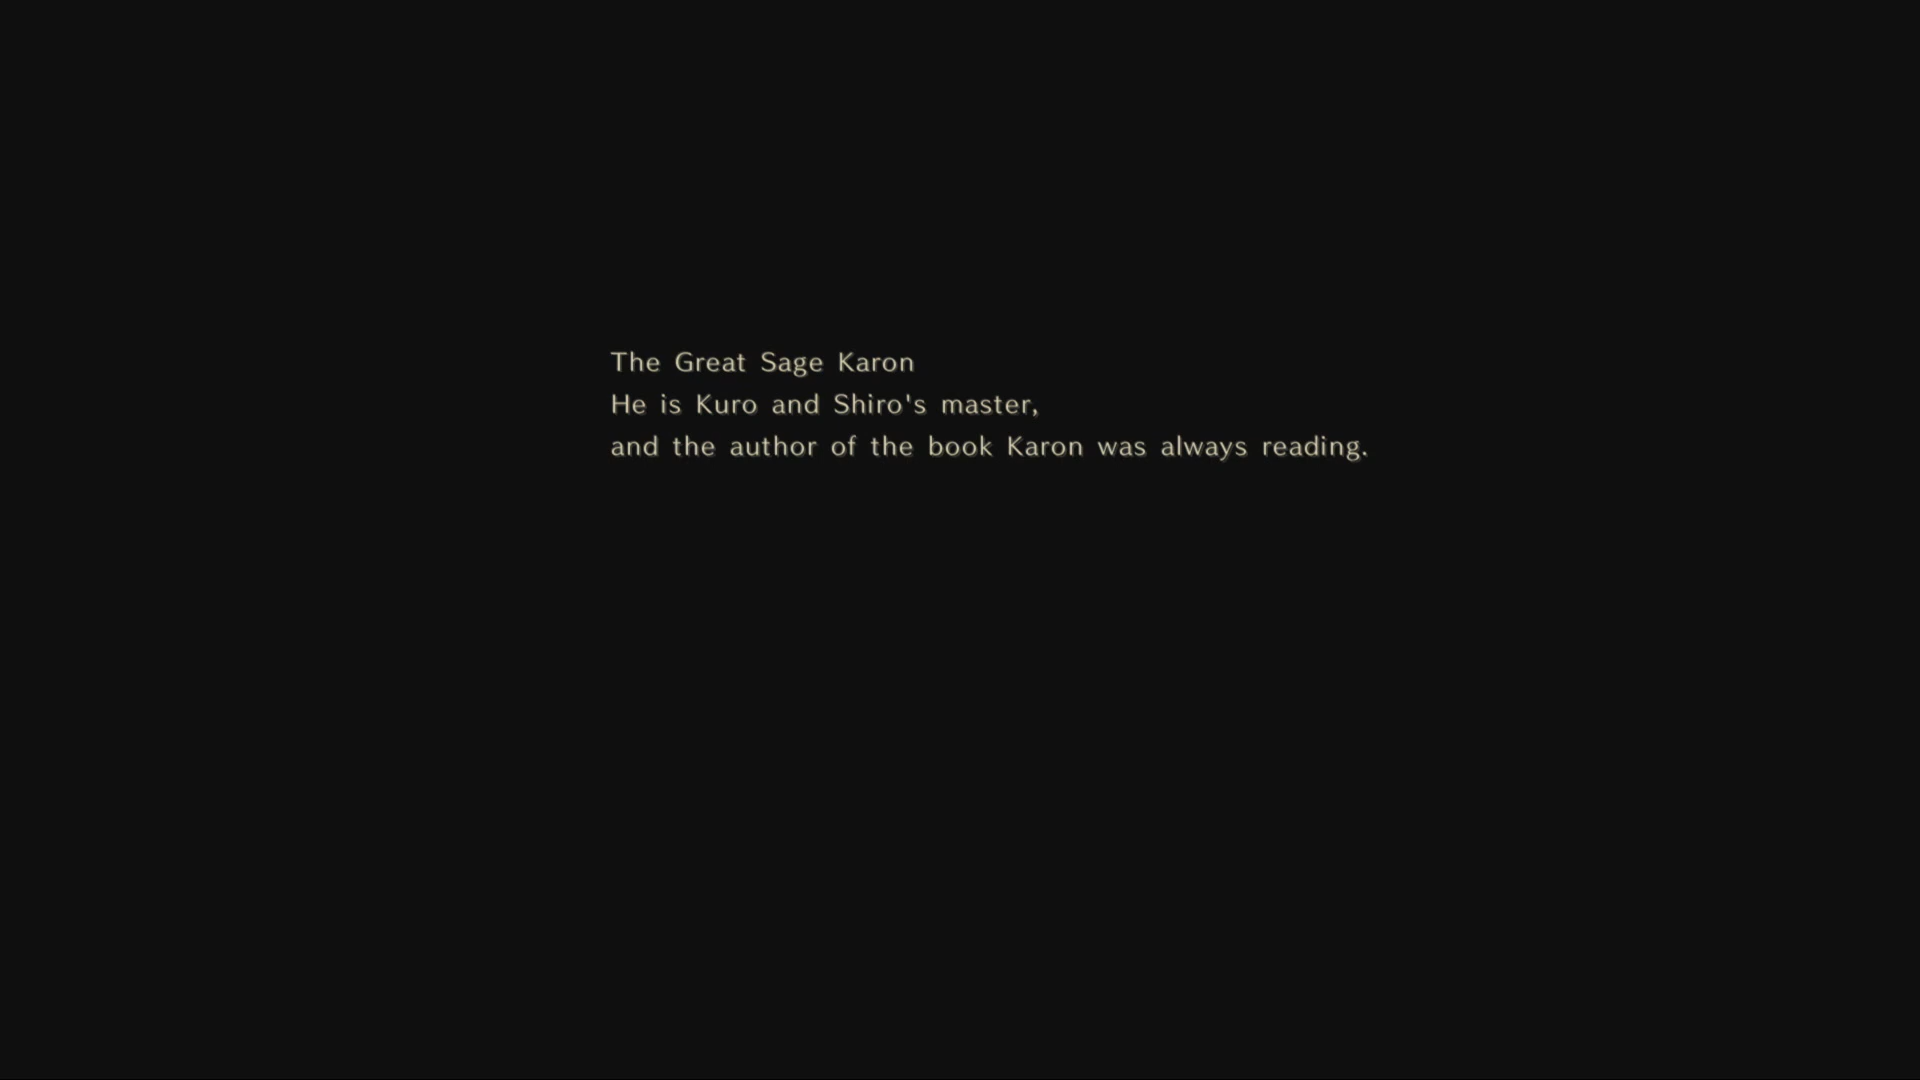 The Great Sage Karon
He is Kuro and Shiro's master,
and the author of the book Karon was always reading.